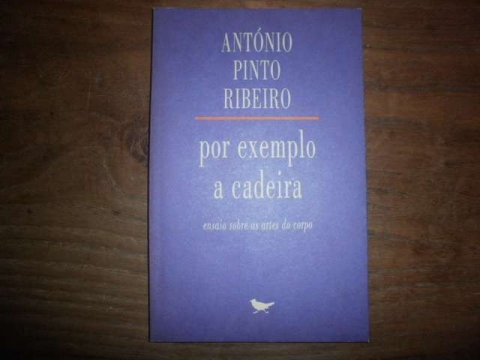 ANTÓNIO
PINTO
RIBEIRO
por exemplo
a cadeira
ensaio sobre as artes do corpo